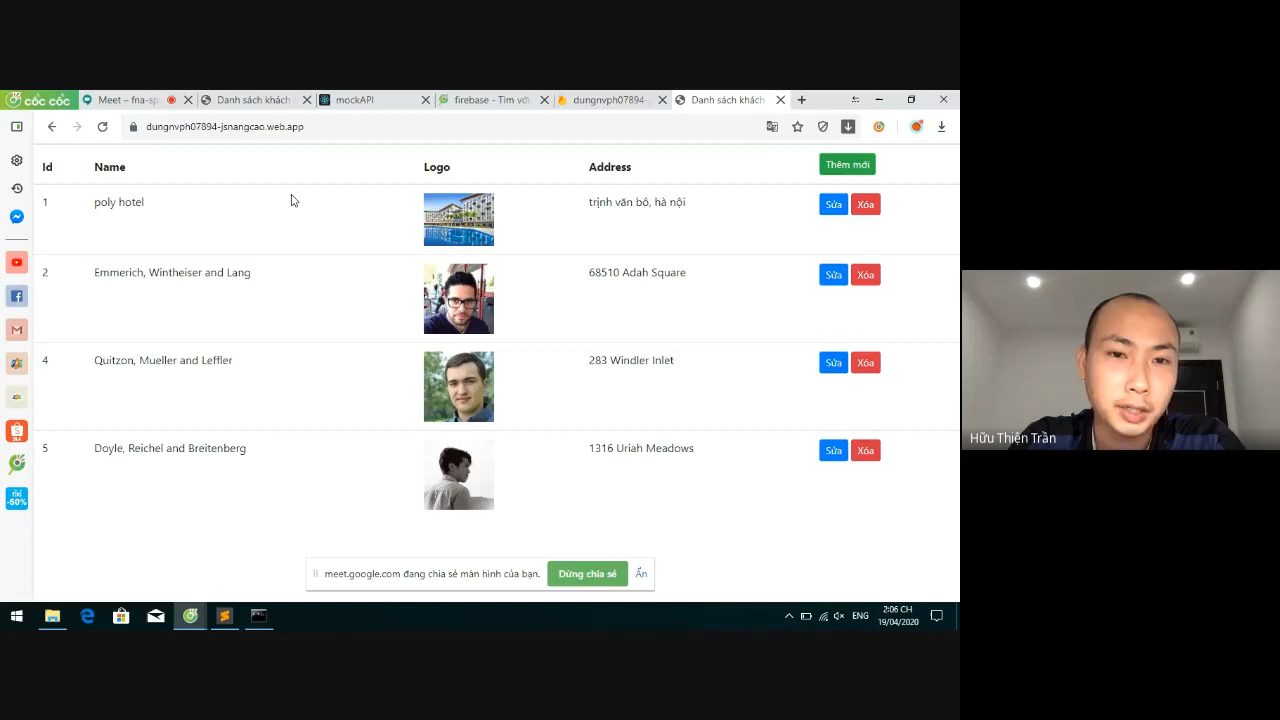 cốc cốc
Meet – fna-sp
Danh sách khách
mockAPI
firebase - Tìm với
dungnvph07894-
Danh sách khách
dungnvph07894-jsnangcao.web.app
Id Name Logo Address Thêm mới
1 poly hotel trịnh văn bô, hà nội Sửa Xóa
2 Emmerich, Wintheiser and Lang 68510 Adah Square Sửa Xóa
4 Quitzon, Mueller and Leffler 283 Windler Inlet Sửa Xóa
5 Doyle, Reichel and Breitenberg 1316 Uriah Meadows Sửa Xóa
TIKI
-50%
meet.google.com đang chia sẻ màn hình của bạn. Dừng chia sẻ Ẩn
ENG
2:06 CH
19/04/2020
Hữu Thiện Trần